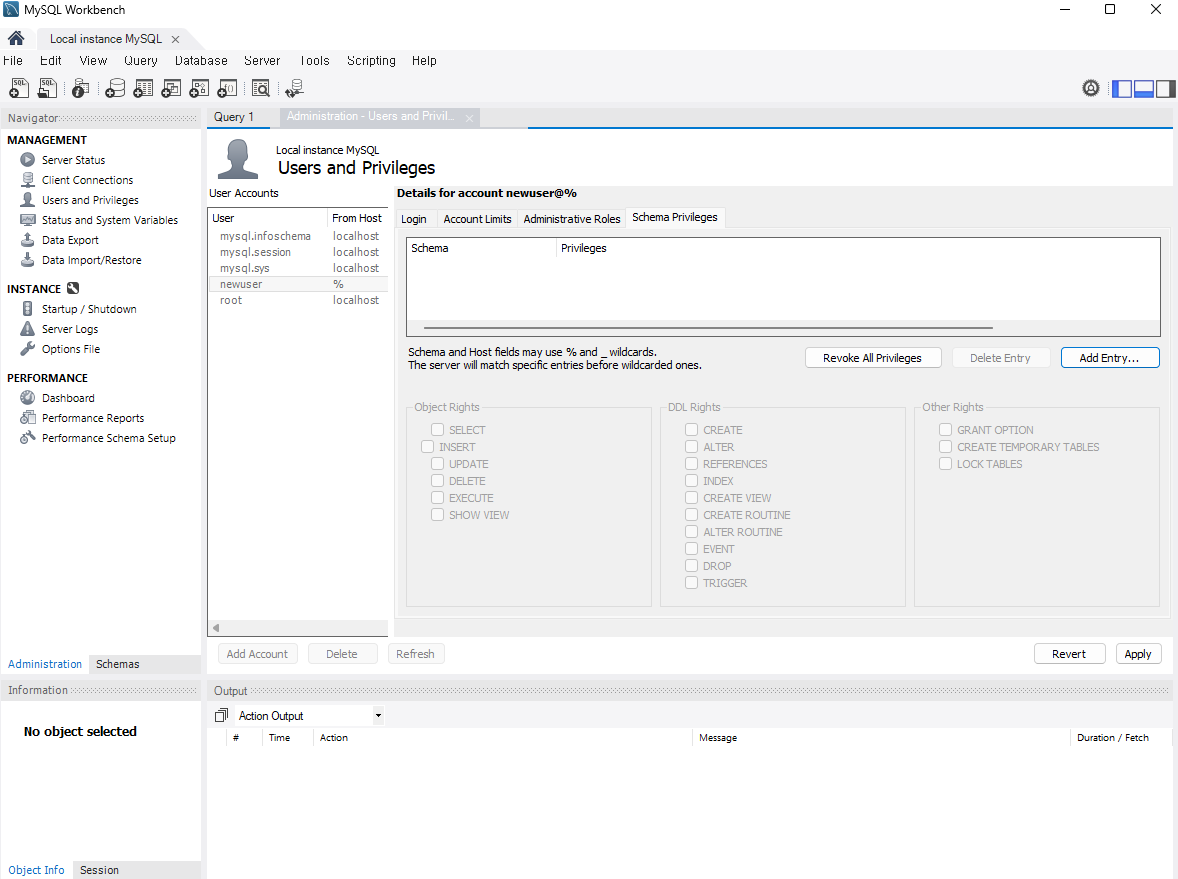 MySQL Workbench
Local instance MySQL
File Edit View Query Database Server Tools Scripting Help
Navigator
MANAGEMENT
Server Status
Client Connections
Users and Privileges
Status and System Variables
Data Export
Data Import/Restore
INSTANCE
Startup / Shutdown
Server Logs
Options File
PERFORMANCE
Dashboard
Performance Reports
Performance Schema Setup
Administration Schemas
Information
No object selected
Object Info Session
Query 1 Administration - Users and Privil...
Local instance MySQL
Users and Privileges
User Accounts
User From Host
mysql.infoschema localhost
mysql.session localhost
mysql.sys localhost
newuser %
root localhost
Add Account Delete Refresh
Details for account newuser@%
Login Account Limits Administrative Roles Schema Privileges
Schema Privileges
Schema and Host fields may use % and _ wildcards.
The server will match specific entries before wildcarded ones.
Revoke All Privileges Delete Entry Add Entry...
Object Rights
SELECT
INSERT
UPDATE
DELETE
EXECUTE
SHOW VIEW
DDL Rights
CREATE
ALTER
REFERENCES
INDEX
CREATE VIEW
CREATE ROUTINE
ALTER ROUTINE
EVENT
DROP
TRIGGER
Other Rights
GRANT OPTION
CREATE TEMPORARY TABLES
LOCK TABLES
Revert Apply
Output
Action Output
# Time Action Message Duration / Fetch